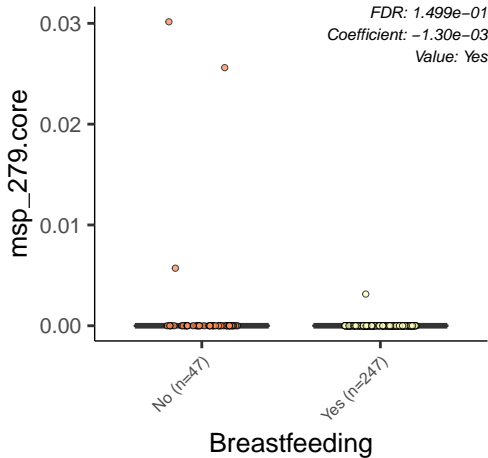 FDR: 1.499e−01
Coefficient: −1.30e−03
Value: Yes
0.03
0.02
0.01
0.00
msp_279.core
No (n=47)
Yes (n=247)
Breastfeeding